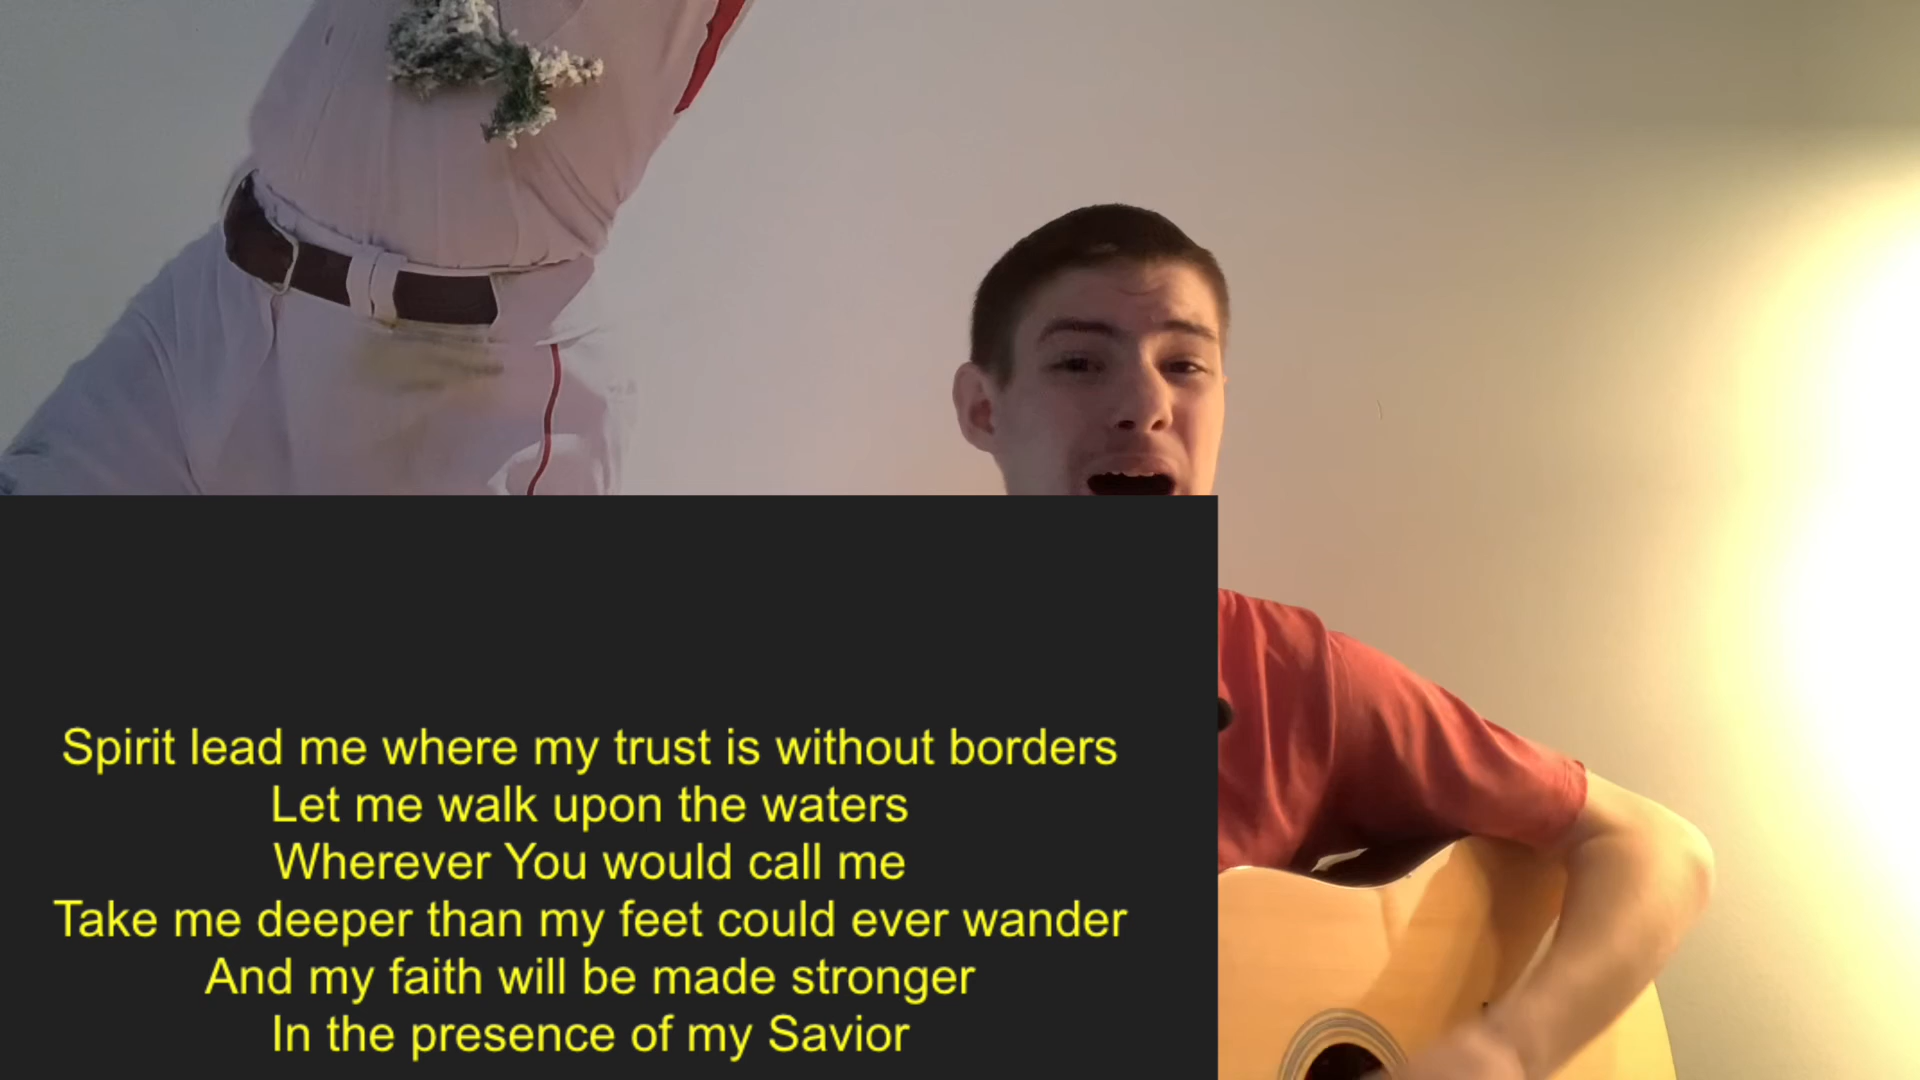 Spirit lead me where my trust is without borders
Let me walk upon the waters
Wherever You would call me
Take me deeper than my feet could ever wander
And my faith will be made stronger
In the presence of my Savior